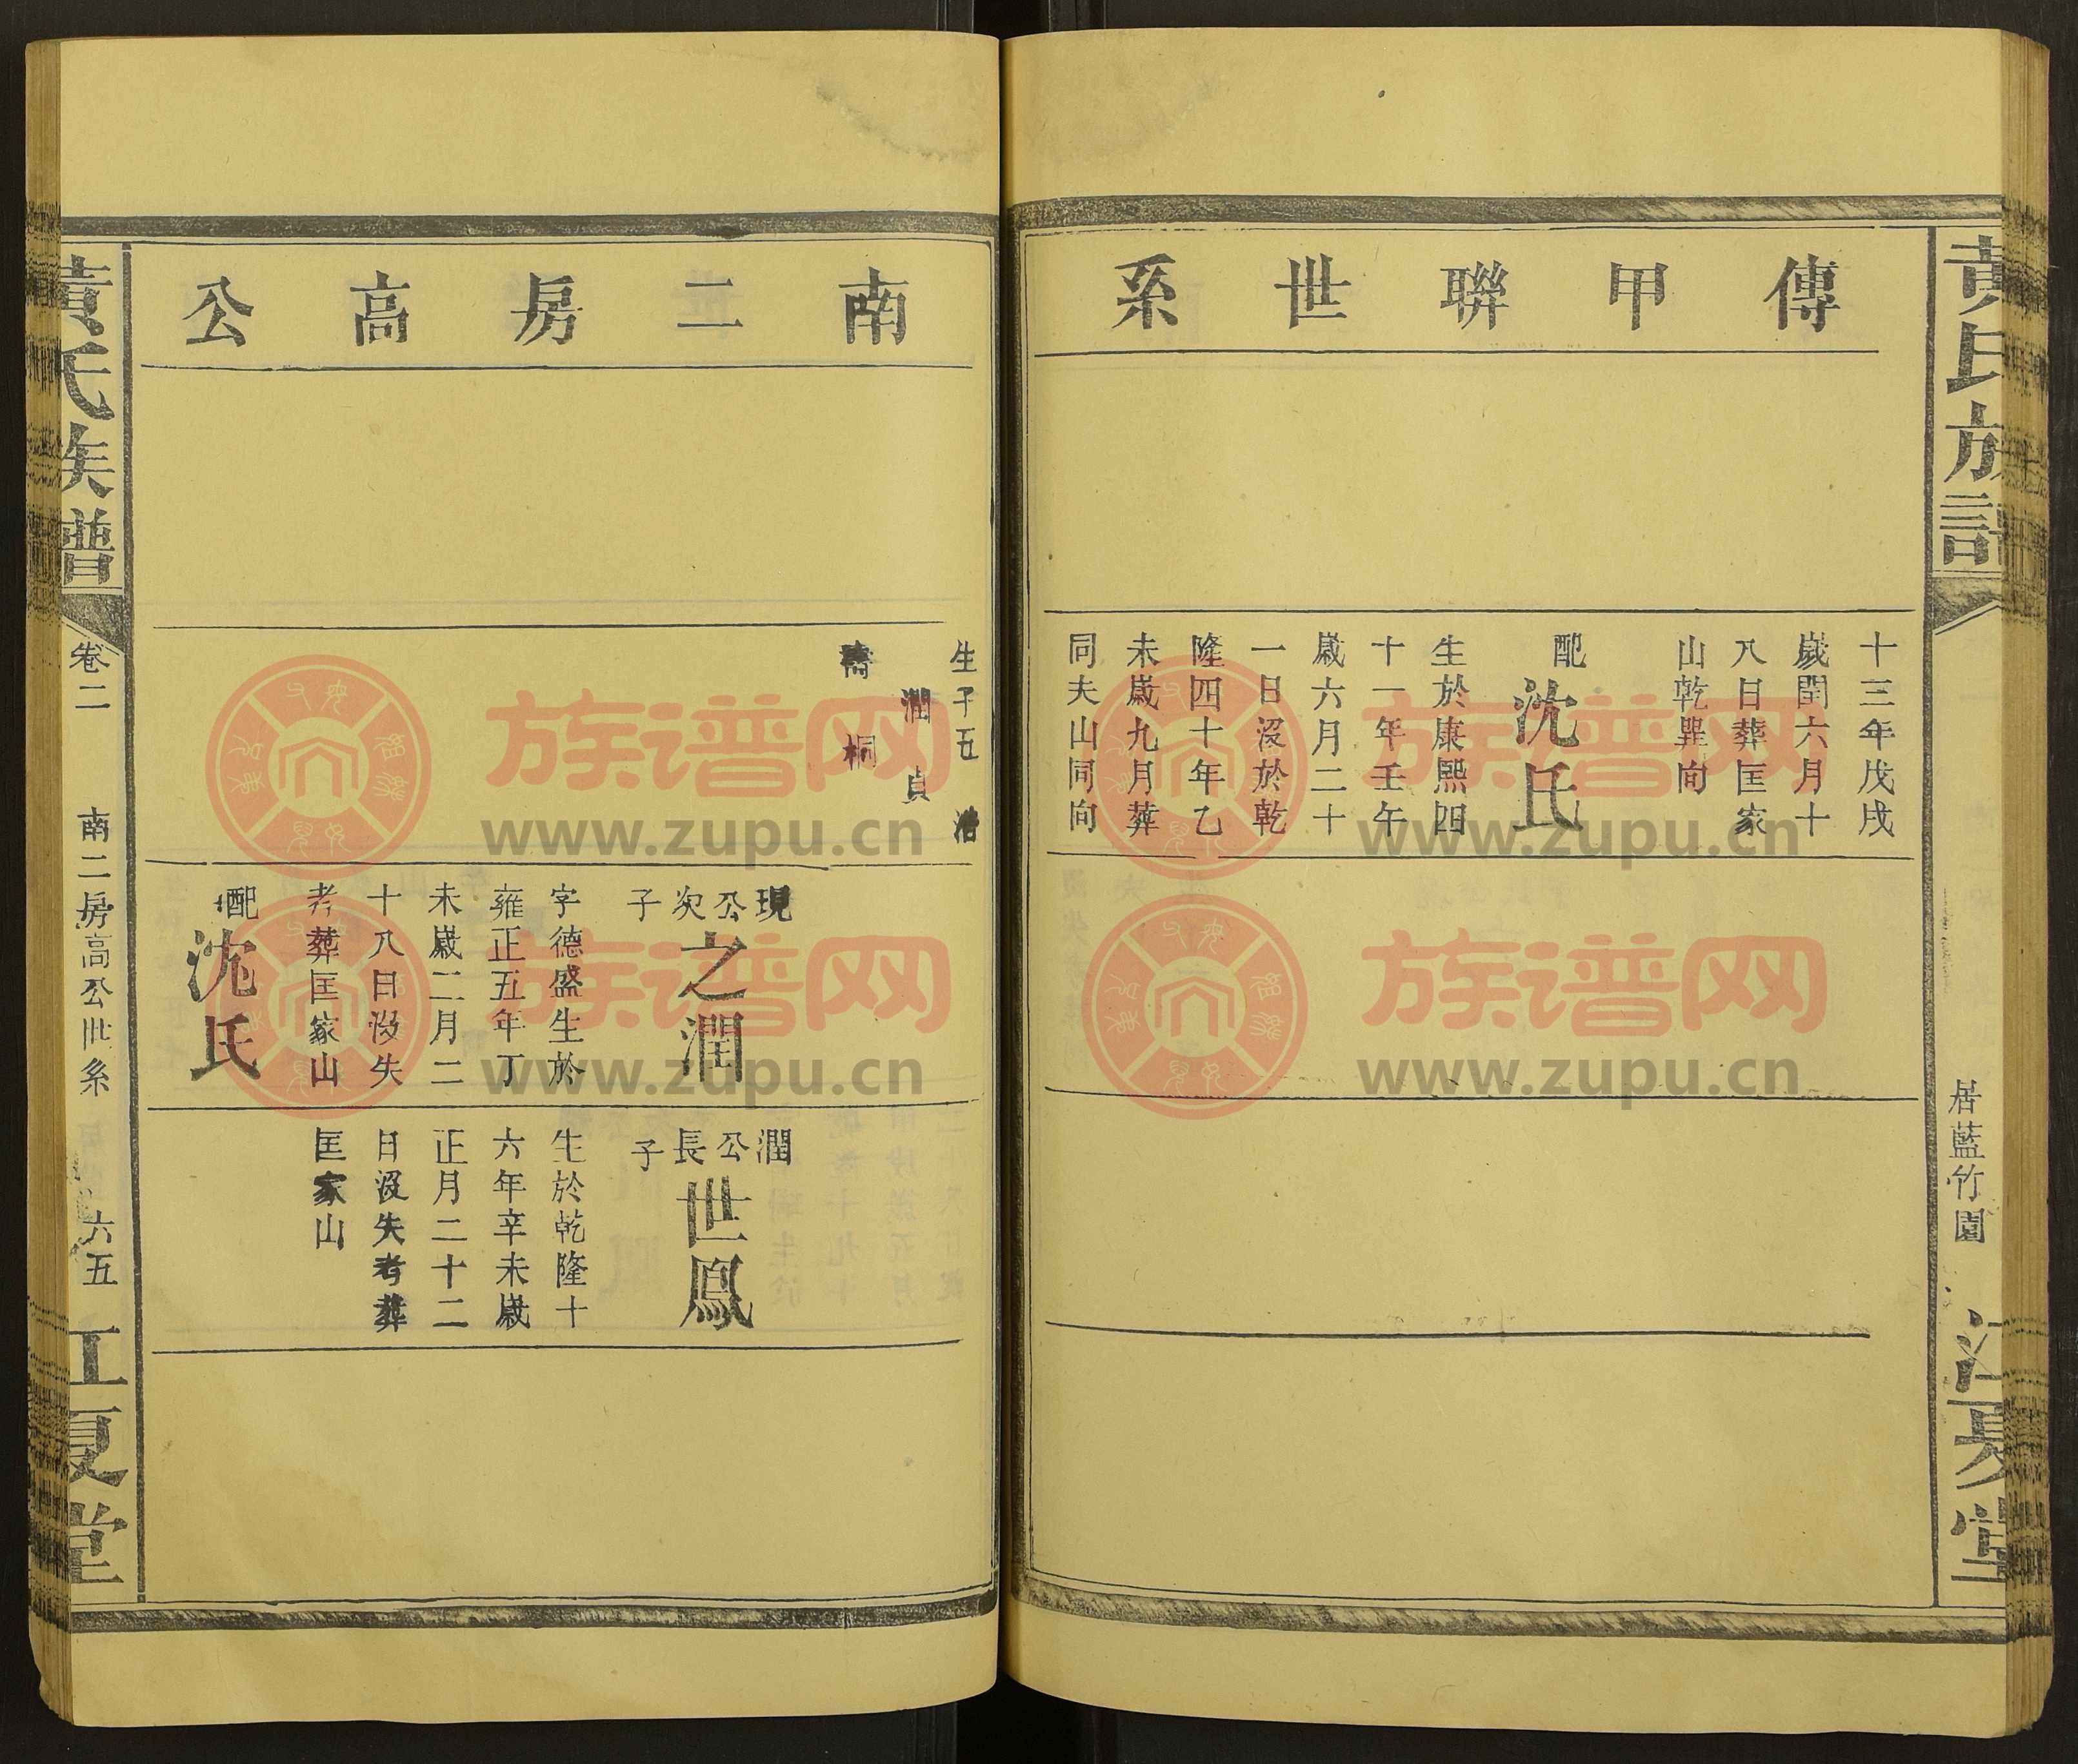 黃氏族譜
居藍竹園
江夏堂
傳甲聨世系
十三年戊戌
歲閏六月十
八日葬匡家
山乾巽向
配沈氏
生於康熙四
十一年壬午
歲六月二十
一日沒於乾
隆四十年乙
未歲九月葬
同夫山同向
南二房高公
生子五
潤貞
桐
現公次子
之潤
字德盛生於
雍正五年丁
未歲二月二
十八日沒失
考葬匡家山
配沈氏
潤公長子
世鳳
生於乾隆十
六年辛未歲
正月二十二
日沒失考葬
匡家山
黃氏族譜
卷二
南二房高公世系
六五
江夏堂
族谱网
www.zupu.cn
族谱网
www.zupu.cn
族谱网
www.zupu.cn
族谱网
www.zupu.cn